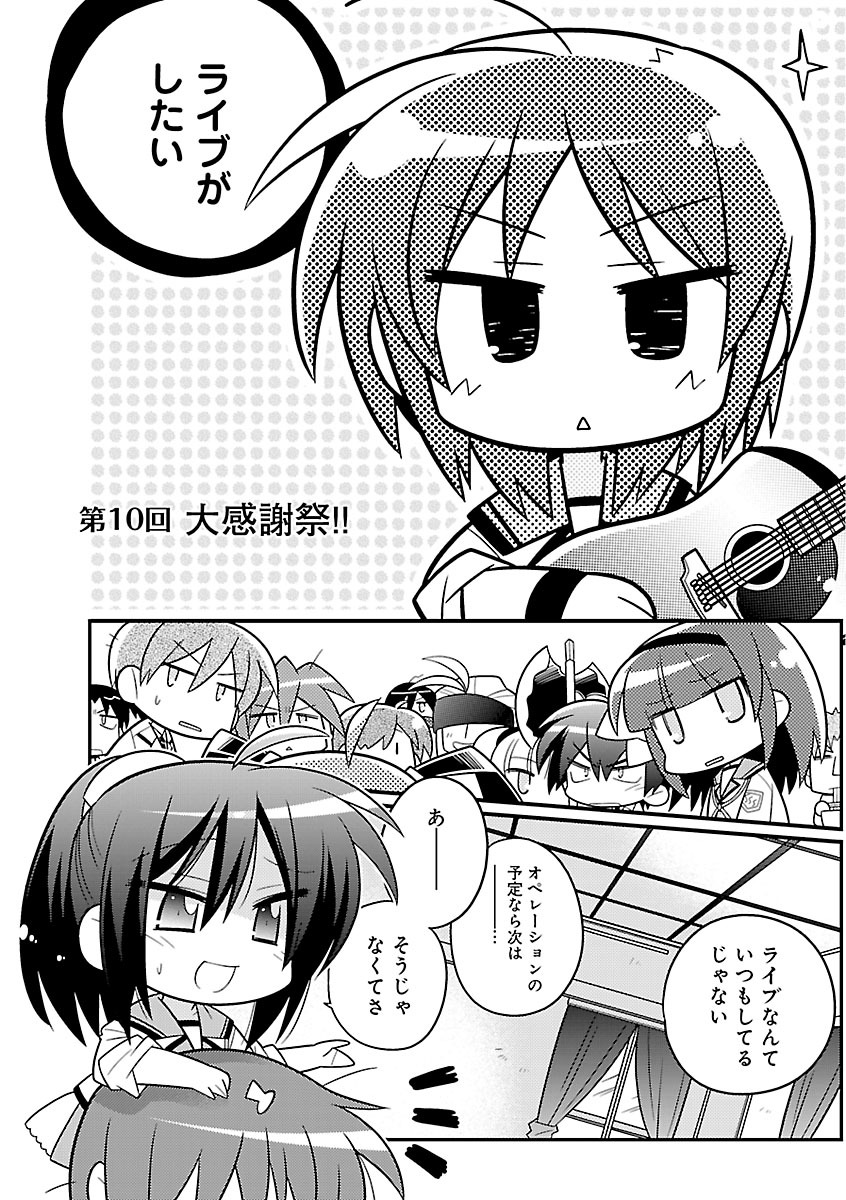 ライブが
したい
第10回 大感謝祭!!
ライブなんて
いつもしてる
じゃない
オペレーションの
予定なら次は
———…
あ———
そうじゃ
なくてさ